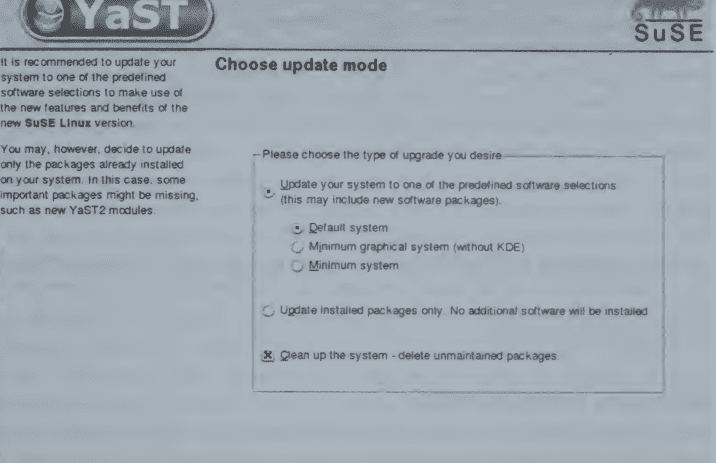 YaST
SuSE
It is recommended to update your
system to one of the predefined
software selections to make use of
the new features and benefits of the
new SuSE Linux version.
You may, however, decide to update
only the packages already installed
on your system. In this case, some
important packages might be missing,
such as new YaST2 modules.
Choose update mode
Please choose the type of upgrade you desire
Update your system to one of the predefined software selections
(this may include new software packages).
Default system
Minimum graphical system (without KDE)
Minimum system
Update installed packages only. No additional software will be installed
Clean up the system - delete unmaintained packages.